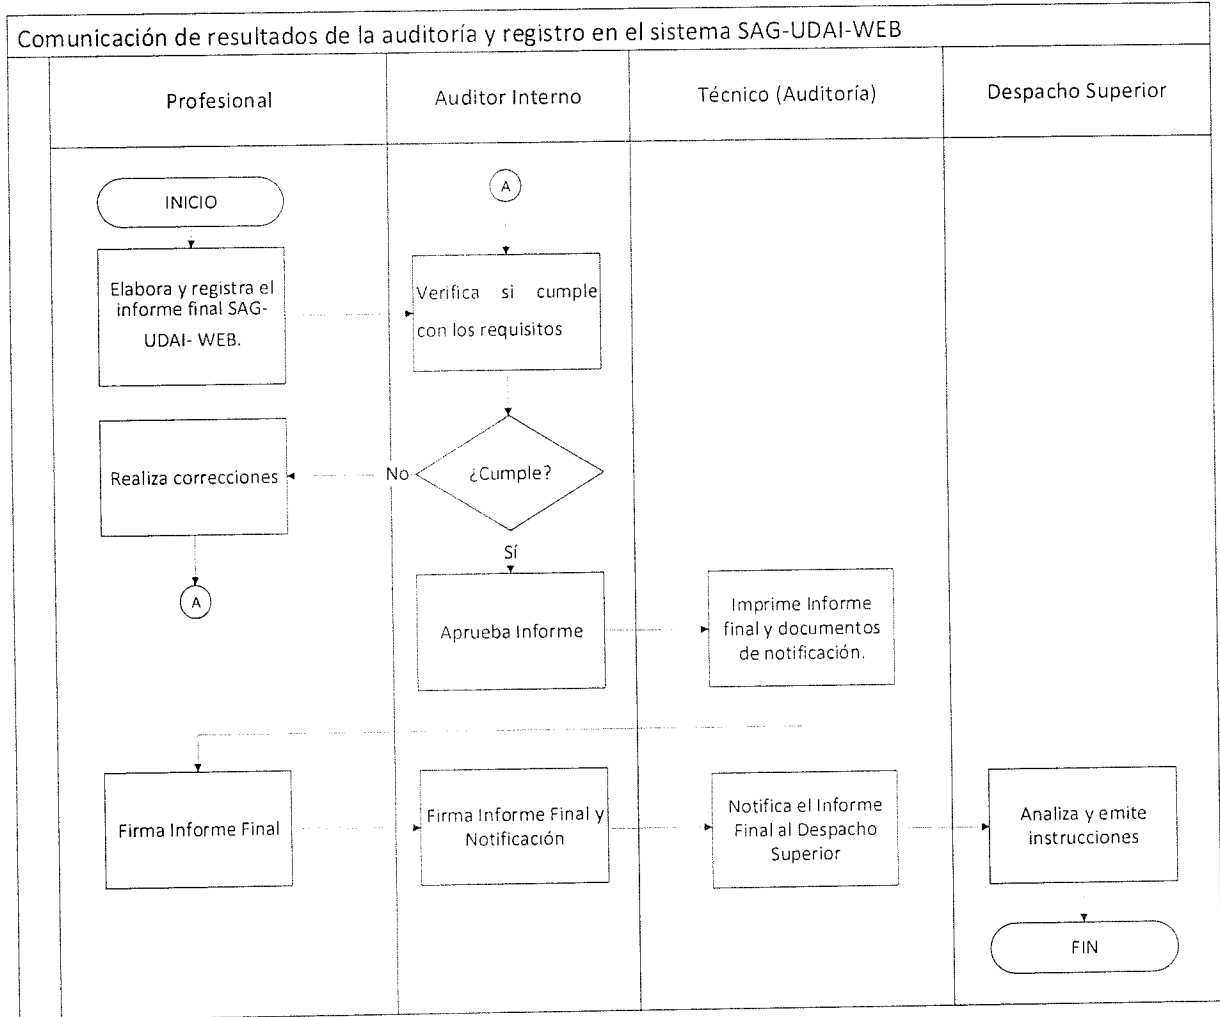 Comunicación de resultados de la auditoría y registro en el sistema SAG-UDAI-WEB
Profesional
Auditor Interno
Técnico (Auditoría)
Despacho Superior
INICIO
A
Elabora y registra el
informe final SAG-
UDAI- WEB.
Verifica si cumple
con los requisitos
Realiza correcciones
No
¿Cumple?
Sí
A
Aprueba Informe
Imprime Informe
final y documentos
de notificación.
Firma Informe Final
Firma Informe Final y
Notificación
Notifica el Informe
Final al Despacho
Superior
Analiza y emite
instrucciones
FIN